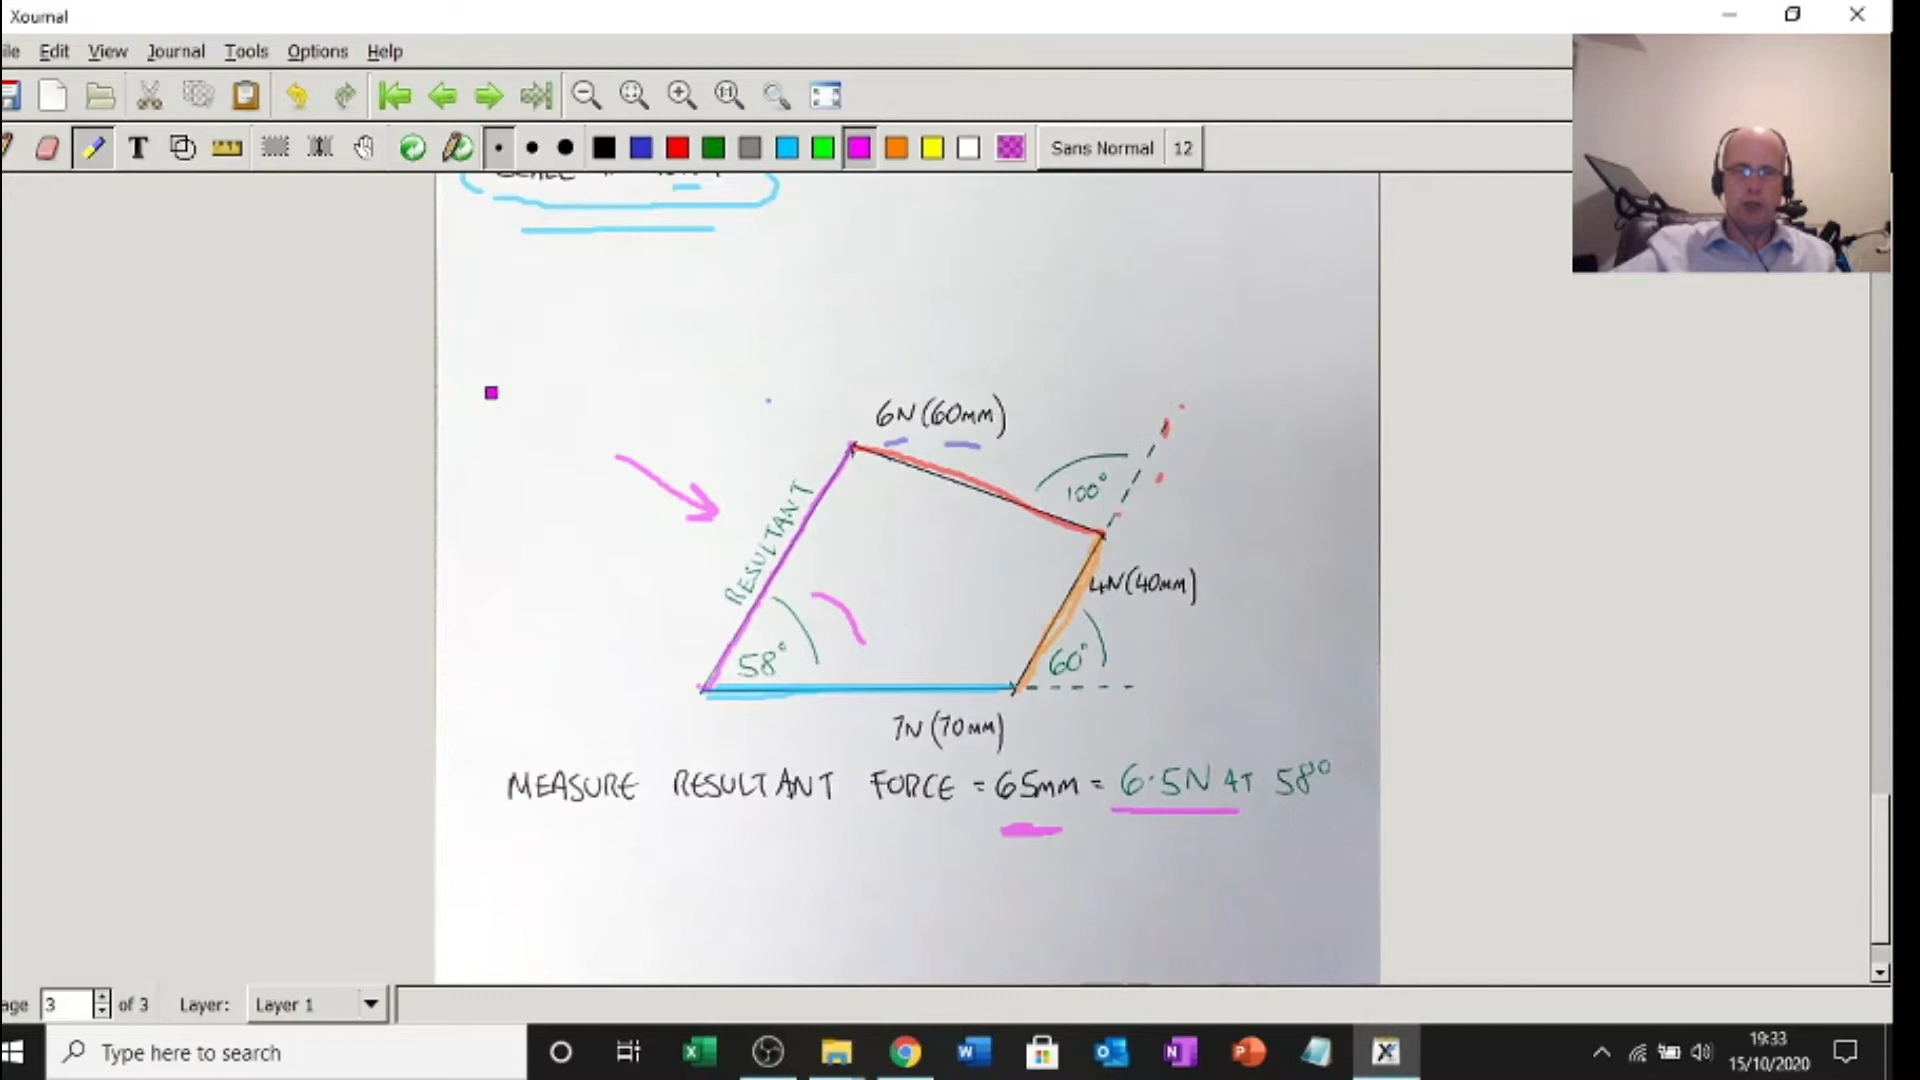 Xournal
Edit View Journal Tools Options Help
T
Sans Normal 12
6N (60mm)
100°
RESULTANT
4N (40mm)
58°
60°
7N (70mm)
MEASURE RESULTANT FORCE = 65mm = 6.5N AT 58°
3 of 3 Layer: Layer 1
Type here to search
19:33
15/10/2020